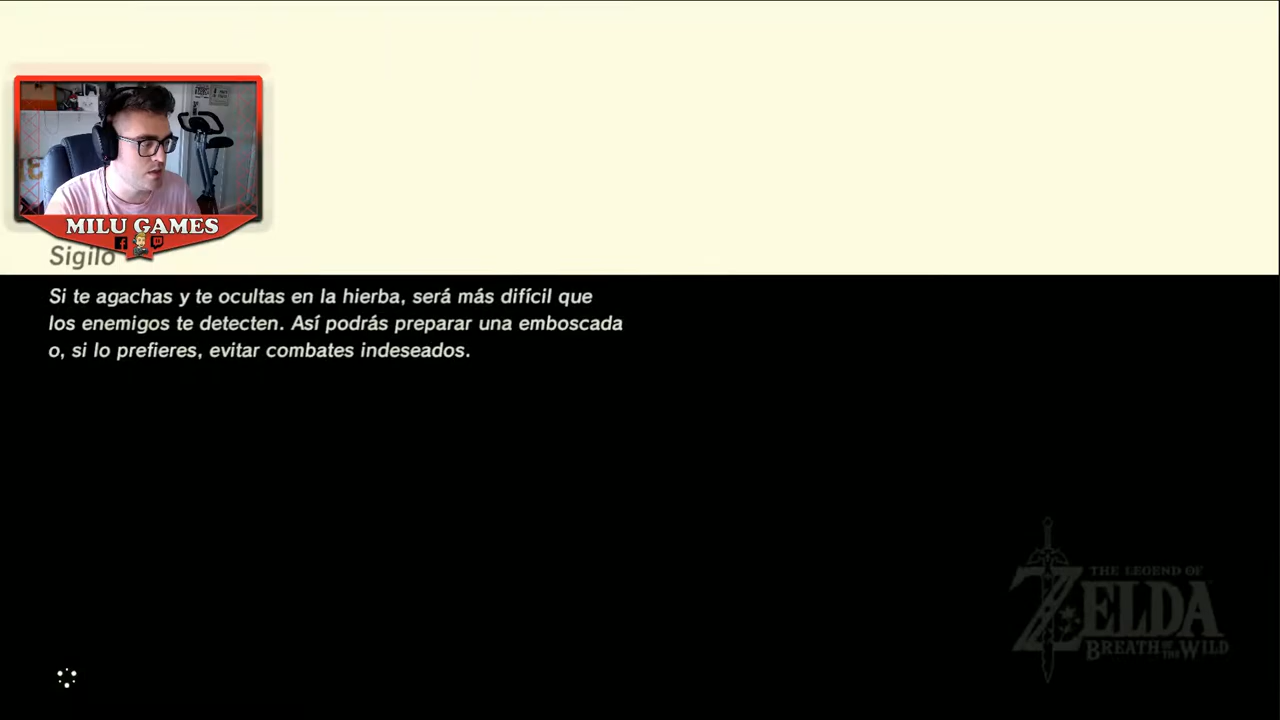 MILU GAMES
Sigilo
Si te agachas y te ocultas en la hierba, será más difícil que
los enemigos te detecten. Así podrás preparar una emboscada
o, si lo prefieres, evitar combates indeseados.
THE LEGEND OF
ZELDA
BREATH OF THE WILD